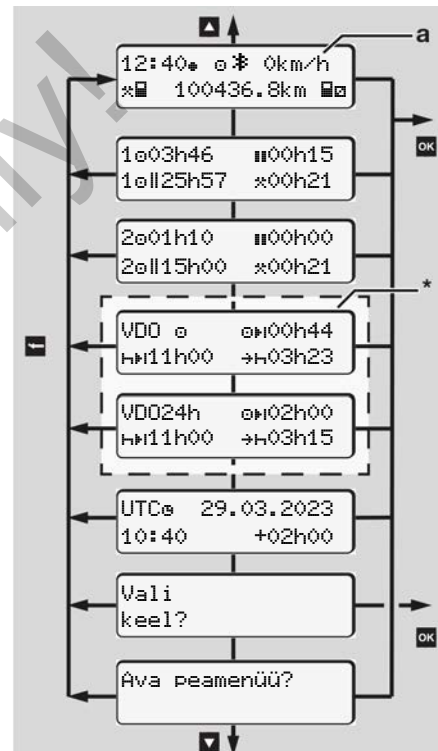 a
12:40 0km/h
100436.8km
OK
1 03h46 00h15
1 25h57 00h21
2 01h10 00h00
2 15h00 00h21
*
VDO 00h44
11h00 03h23
VDO24h 02h00
11h00 03h15
UTC 29.03.2023
10:40 +02h00
Vali
keel?
OK
Ava peamenüü?